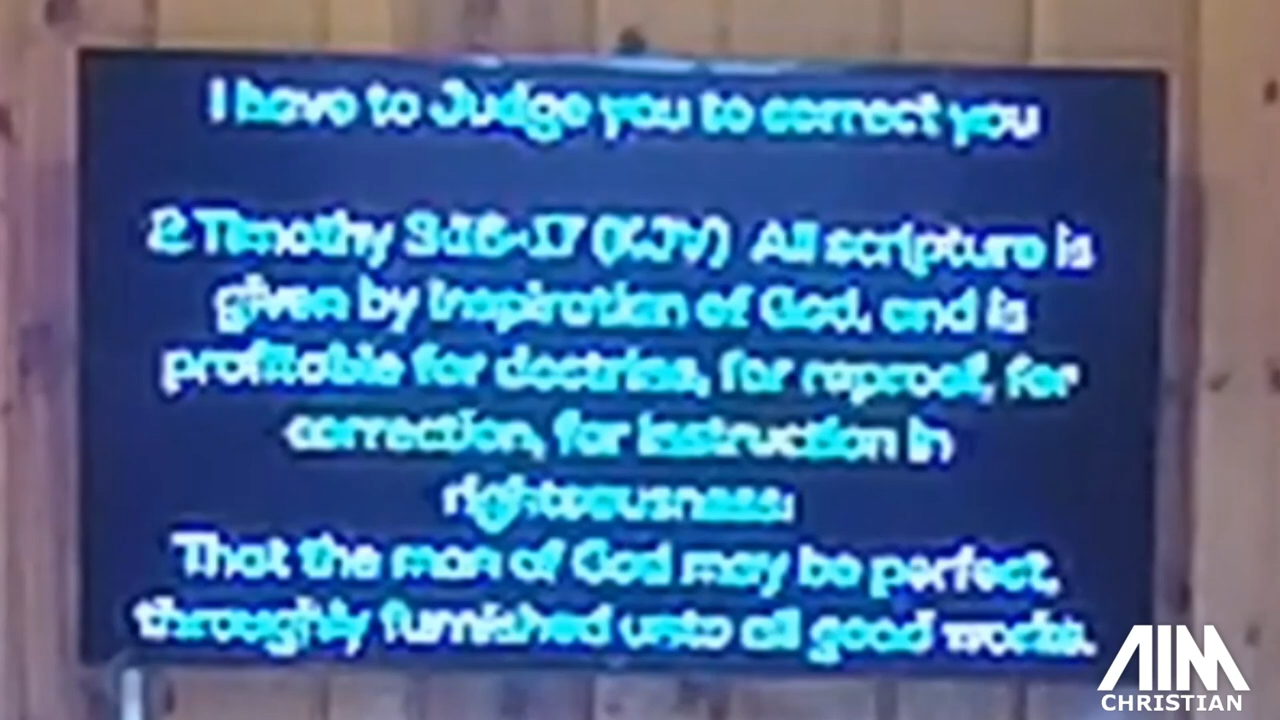 I have to Judge you to correct you
2 Timothy 3:16-17 (KJV) All scripture is
given by inspiration of God, and is
profitable for doctrine, for reproof, for
correction, for instruction in
righteousness:
That the man of God may be perfect,
throughly furnished unto all good works.
AIM
CHRISTIAN